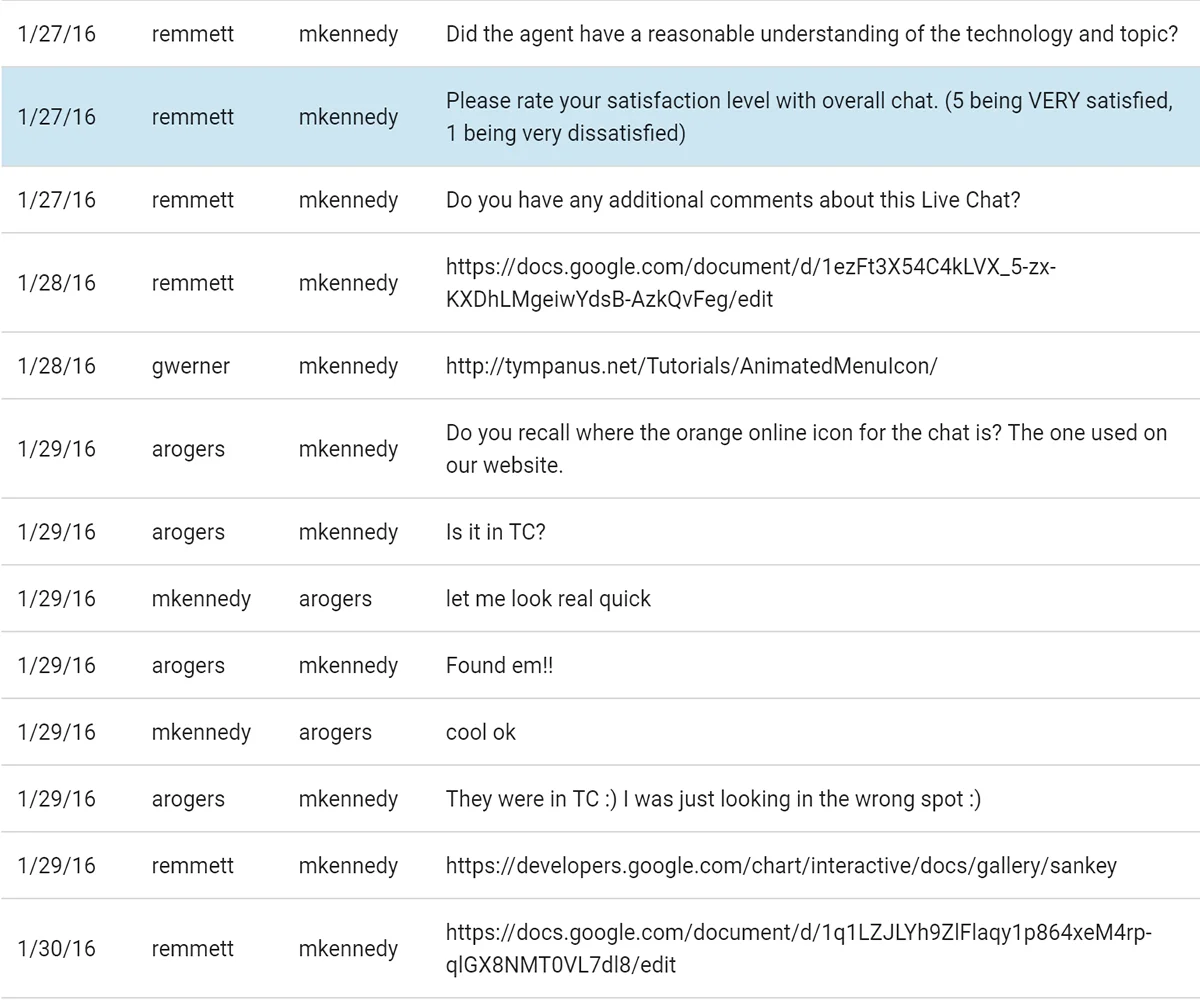 1/27/16 remmett mkennedy Did the agent have a reasonable understanding of the technology and topic?
1/27/16 remmett mkennedy Please rate your satisfaction level with overall chat. (5 being VERY satisfied,
1 being very dissatisfied)
1/27/16 remmett mkennedy Do you have any additional comments about this Live Chat?
1/28/16 remmett mkennedy https://docs.google.com/document/d/1ezFt3X54C4kLVX_5-zx-
KXDhLMgeiwYdsB-AzkQvFeg/edit
1/28/16 gwerner mkennedy http://tympanus.net/Tutorials/AnimatedMenuIcon/
1/29/16 arogers mkennedy Do you recall where the orange online icon for the chat is? The one used on
our website.
1/29/16 arogers mkennedy Is it in TC?
1/29/16 mkennedy arogers let me look real quick
1/29/16 arogers mkennedy Found em!!
1/29/16 mkennedy arogers cool ok
1/29/16 arogers mkennedy They were in TC :) I was just looking in the wrong spot :)
1/29/16 remmett mkennedy https://developers.google.com/chart/interactive/docs/gallery/sankey
1/30/16 remmett mkennedy https://docs.google.com/document/d/1q1LZJLYh9ZlFlaqy1p864xeM4rp-
qlGX8NMT0VL7dl8/edit